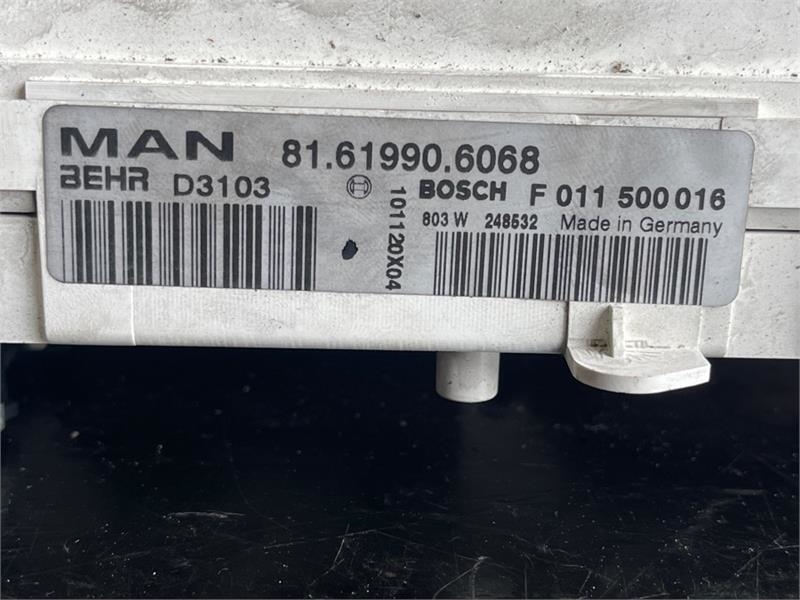 MAN 81.61990.6068
BEHR D3103 BOSCH F 011 500 016
803 W 248532 Made in Germany
101120X04